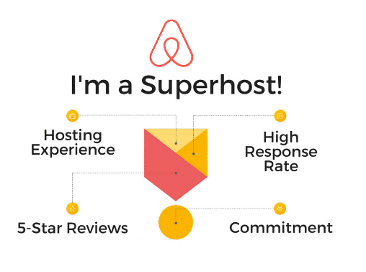 I'm a Superhost!
Hosting
Experience
High
Response
Rate
5-Star Reviews
Commitment